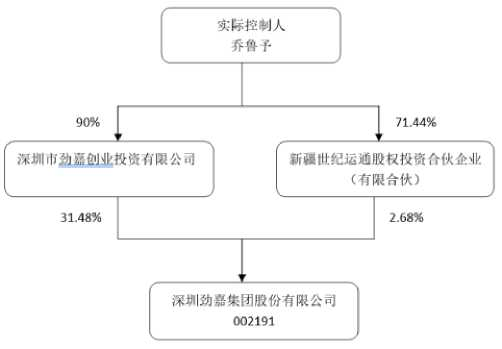 实际控制人
乔鲁予
90%
71.44%
深圳市劲嘉创业投资有限公司
新疆世纪运通股权投资合伙企业
（有限合伙）
31.48%
2.68%
深圳劲嘉集团股份有限公司
002191